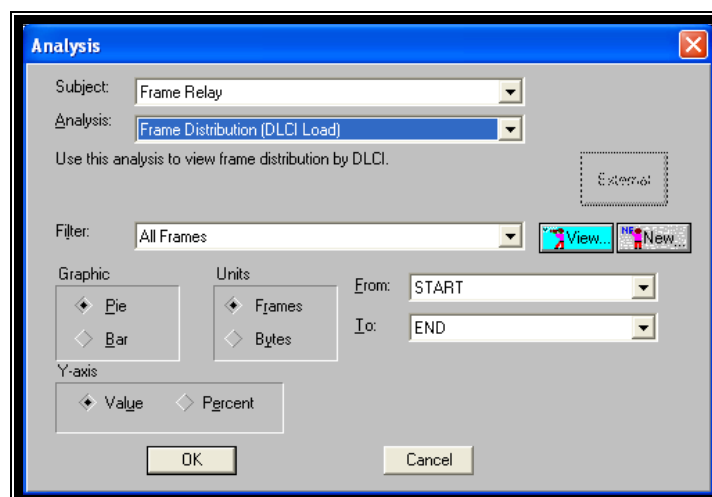 Analysis
Subject: Frame Relay
Analysis: Frame Distribution (DLCI Load)
Use this analysis to view frame distribution by DLCI.
External
Filter: All Frames View... New...
Graphic Units From: START
Pie Frames
Bar Bytes To: END
Y-axis
Value Percent
OK Cancel